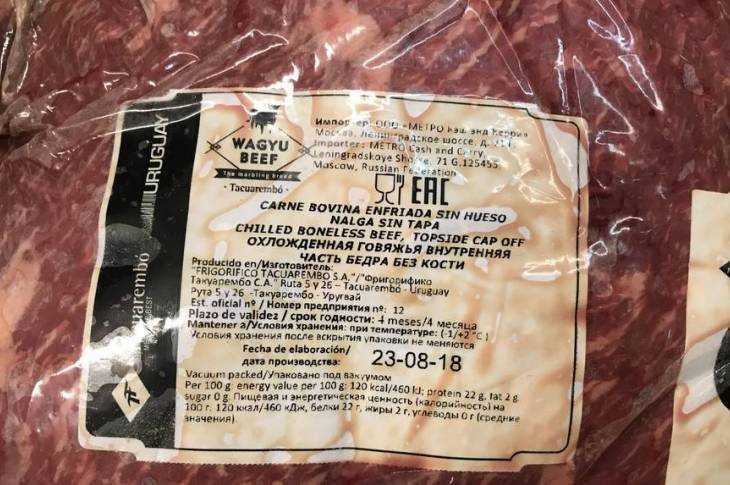 WAGYU
BEEF
The marbling breed
- Tacuarembó -
URUGUAY
Импортер: ООО «МЕТРО Кэш энд Керри»
Москва, Ленинградское шоссе, д. 71 Г,
Importer: METRO Cash and Carry,
Leningradskoye Sho e, 71 G,125455
Moscow, Russian Federation
EAC
CARNE BOVINA ENFRIADA SIN HUESO
NALGA SIN TAPA
CHILLED BONELESS BEEF, TOPSIDE CAP OFF
ОХЛОЖДЕННАЯ ГОВЯЖЬЯ ВНУТРЕННЯЯ
ЧАСТЬ БЕДРА БЕЗ КОСТИ
Producido en/Изготовитель:
"FRIGORIFICO TACUAREMBO S.A."/"Фригорифико
Такуарембо С.А." Ruta 5 y 26 – Tacuarembó - Uruguay
Рута 5 y 26 -Такуарембо - Уругвай
Est. oficial nº / Номер предприятия nº: 12
Plazo de validez / срок годности: 4 meses/4 месяца
Mantener a/Условия хранения: при температуре: (-1/+2 °C )
Условия хранения после вскрытия упаковки не меняются
Fecha de elaboración/
дата производства:
23-08-18
Vacuum packed/Упаковано под вакуумом
Per 100 g: energy value per 100 g: 120 kcal/460 kJ; protein 22 g, fat 2 g
sugar 0 g. Пищевая и энергетическая ценность (калорийность) на
100 г: 120 ккал/460 кДж, белки 22 г, жиры 2 г, углеводы 0 г (средние
значения).
uarembó
BEST